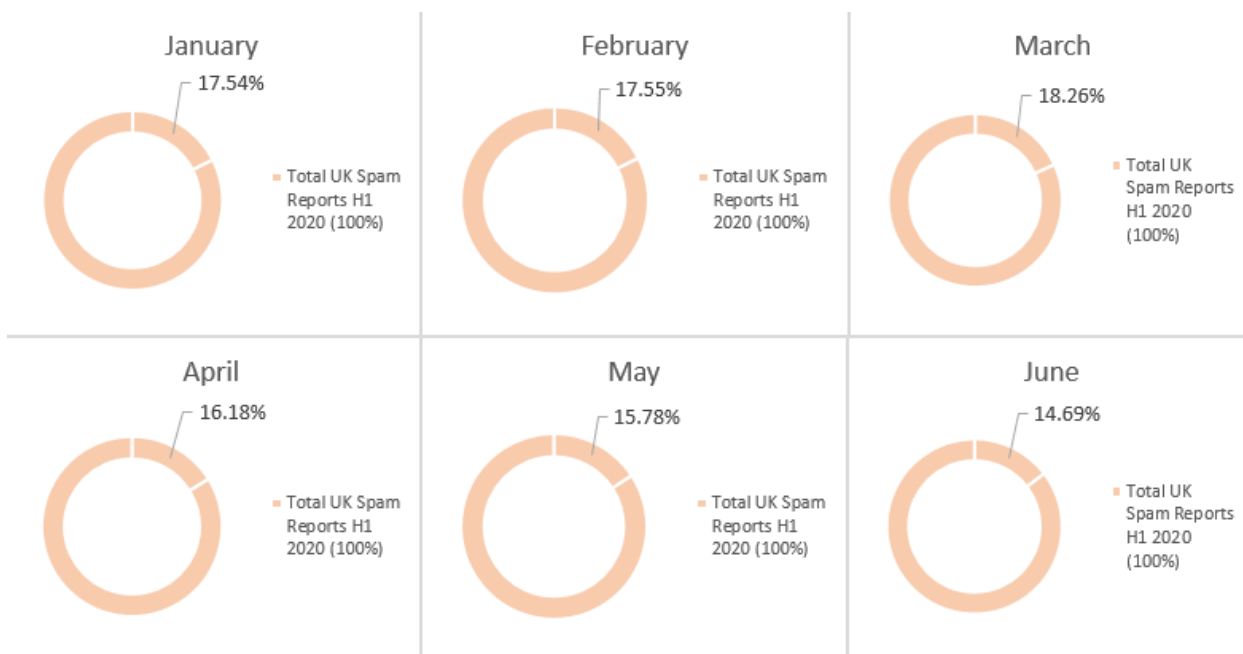 January
17.54%
Total UK Spam
Reports H1
2020 (100%)
February
17.55%
Total UK Spam
Reports H1
2020 (100%)
March
18.26%
Total UK
Spam Reports
H1 2020
(100%)
April
16.18%
Total UK Spam
Reports H1
2020 (100%)
May
15.78%
Total UK Spam
Reports H1
2020 (100%)
June
14.69%
Total UK
Spam Reports
H1 2020
(100%)